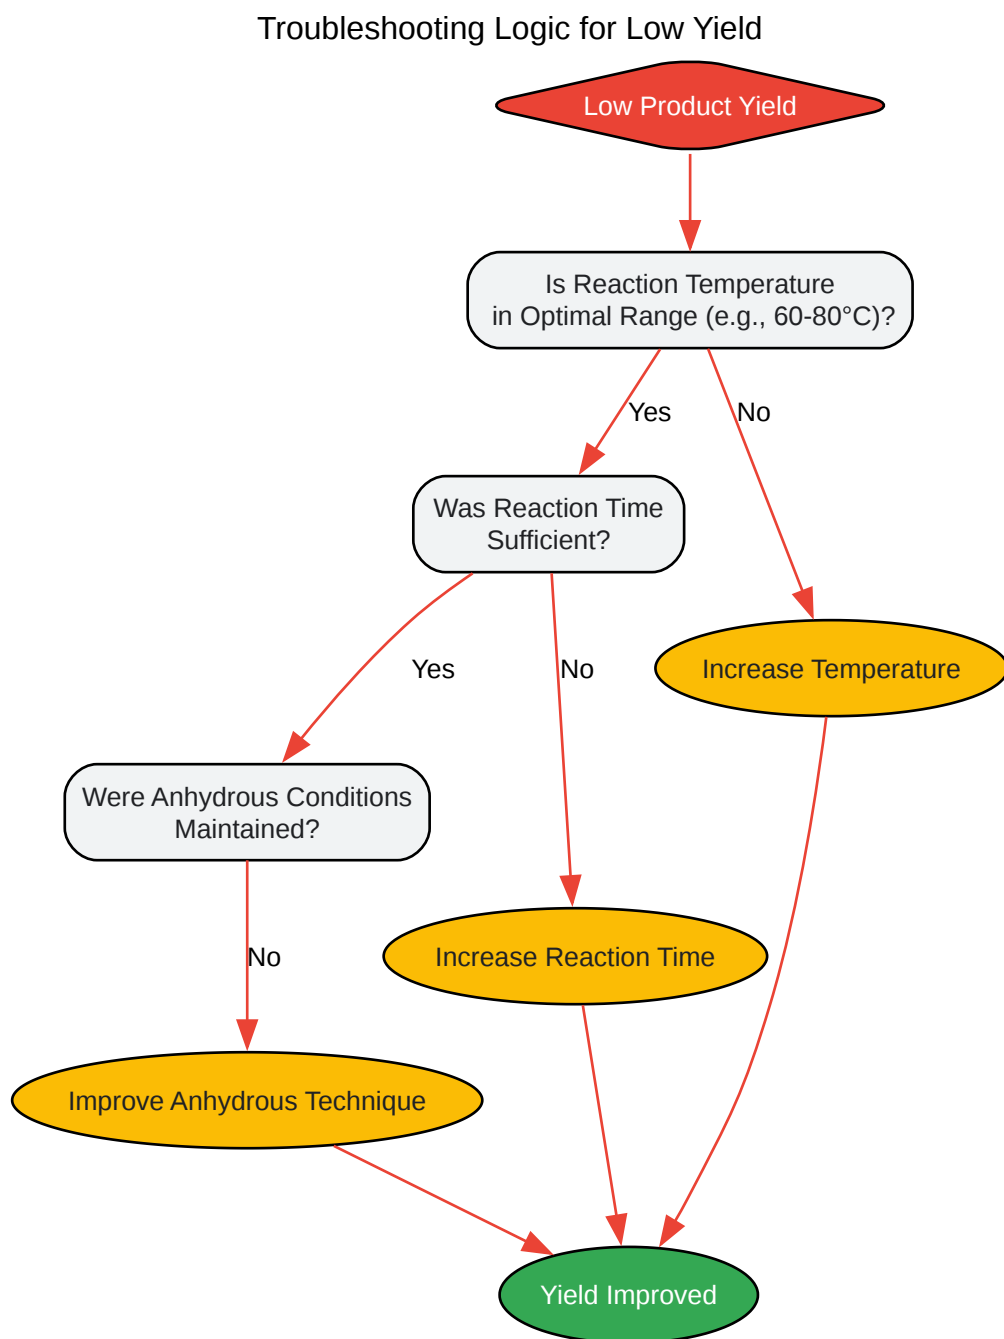 Troubleshooting Logic for Low Yield
Low Product Yield
Is Reaction Temperature
in Optimal Range (e.g., 60-80°C)?
Yes
No
Was Reaction Time
Sufficient?
Yes
No
Increase Temperature
Were Anhydrous Conditions
Maintained?
No
Increase Reaction Time
Improve Anhydrous Technique
Yield Improved